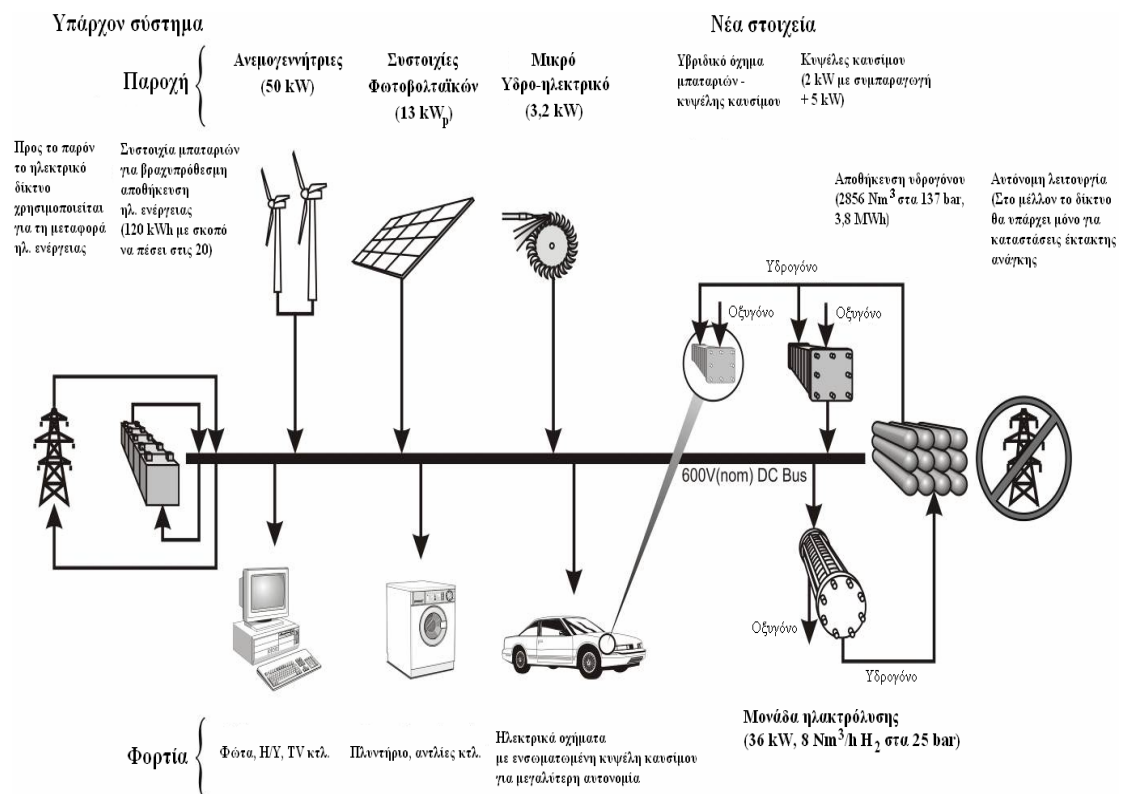 Υπάρχον σύστημα
Νέα στοιχεία
Παροχή
Ανεμογεννήτριες
(50 kW)
Συστοιχίες
Φωτοβολταϊκών
(13 kWp)
Μικρό
Υδρο-ηλεκτρικό
(3,2 kW)
Υβριδικό όχημα
μπαταριών -
κυψέλης καυσίμου
Κυψέλες καυσίμου
(2 kW με συμπαραγωγή
+ 5 kW)
Προς το παρόν
το ηλεκτρικό
δίκτυο
χρησιμοποιείται
για τη μεταφορά
ηλ. ενέργειας
Συστοιχία μπαταριών
για βραχυπρόθεσμη
αποθήκευση
ηλ. ενέργειας
(120 kWh με σκοπό
να πέσει στις 20)
Αποθήκευση υδρογόνου
(2856 Nm³ στα 137 bar,
3,8 MWh)
Αυτόνομη λειτουργία
(Στο μέλλον το δίκτυο
θα υπάρχει μόνο για
καταστάσεις έκτακτης
ανάγκης
Υδρογόνο
Οξυγόνο
Οξυγόνο
600V(nom) DC Bus
Οξυγόνο
Υδρογόνο
Μονάδα ηλακτρόλυσης
(36 kW, 8 Nm³/h H₂ στα 25 bar)
Φορτία
Φώτα, Η/Υ, TV κτλ.
Πλυντήριο, αντλίες κτλ.
Ηλεκτρικά οχήματα
με ενσωματωμένη κυψέλη καυσίμου
για μεγαλύτερη αυτονομία